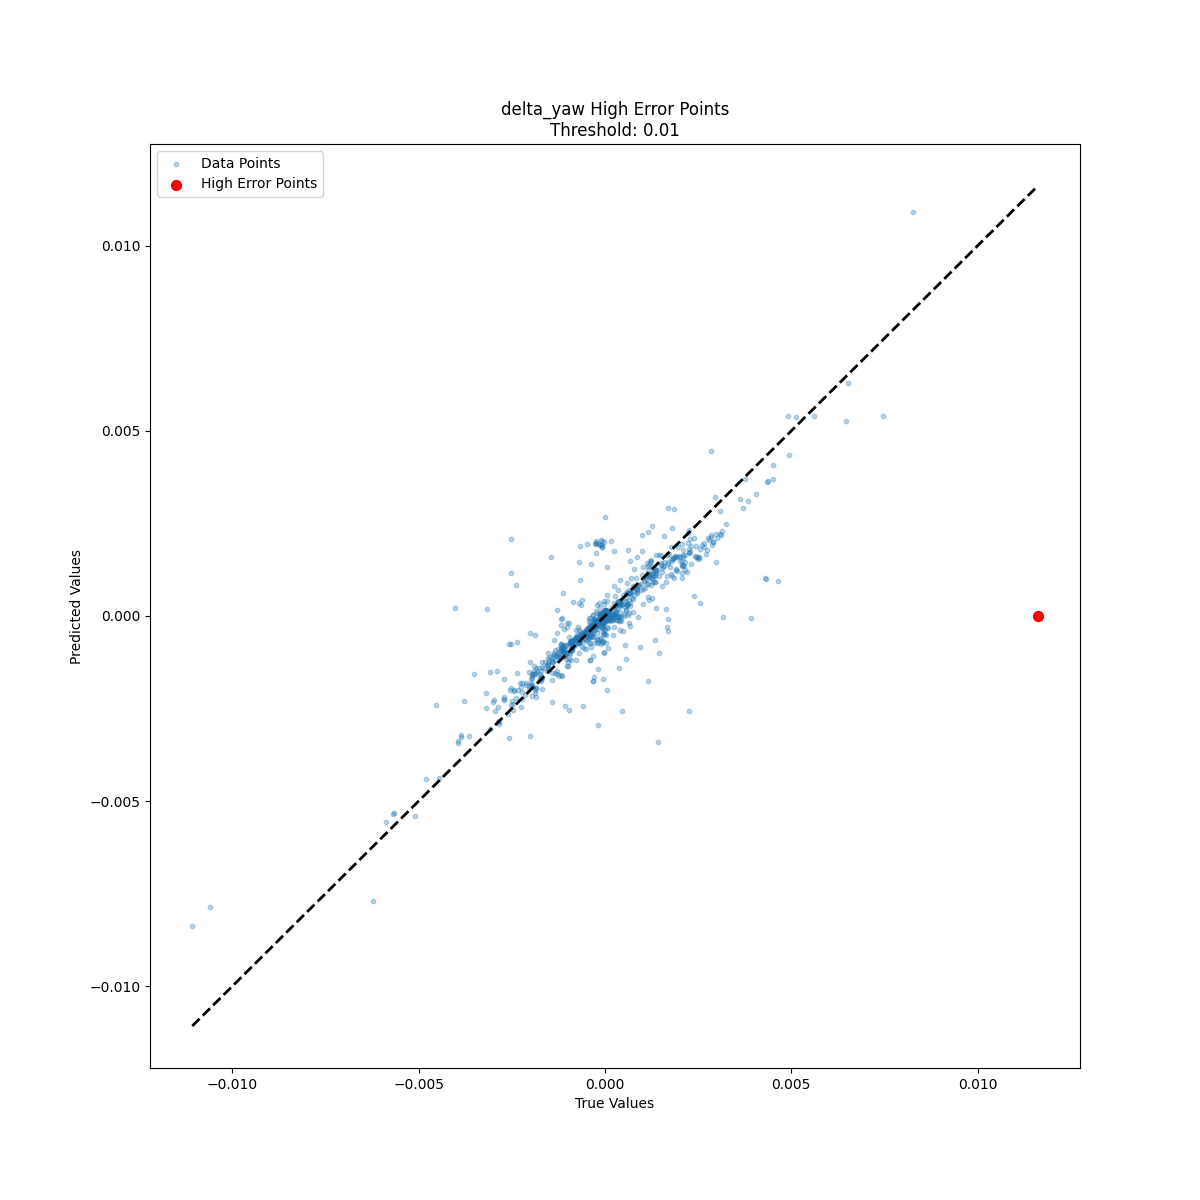 delta_yaw High Error Points
Threshold: 0.01
Data Points
High Error Points
0.010
0.005
0.000
−0.005
−0.010
Predicted Values
−0.010
−0.005
0.000
0.005
0.010
True Values